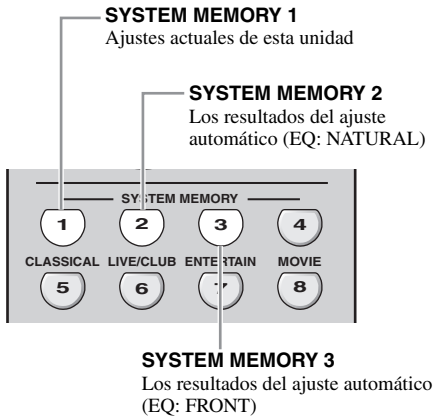 SYSTEM MEMORY 1
Ajustes actuales de esta unidad
SYSTEM MEMORY 2
Los resultados del ajuste
automático (EQ: NATURAL)
SYSTEM MEMORY
1 2 3 4
CLASSICAL LIVE/CLUB ENTERTAIN MOVIE
5 6 7 8
SYSTEM MEMORY 3
Los resultados del ajuste automático
(EQ: FRONT)